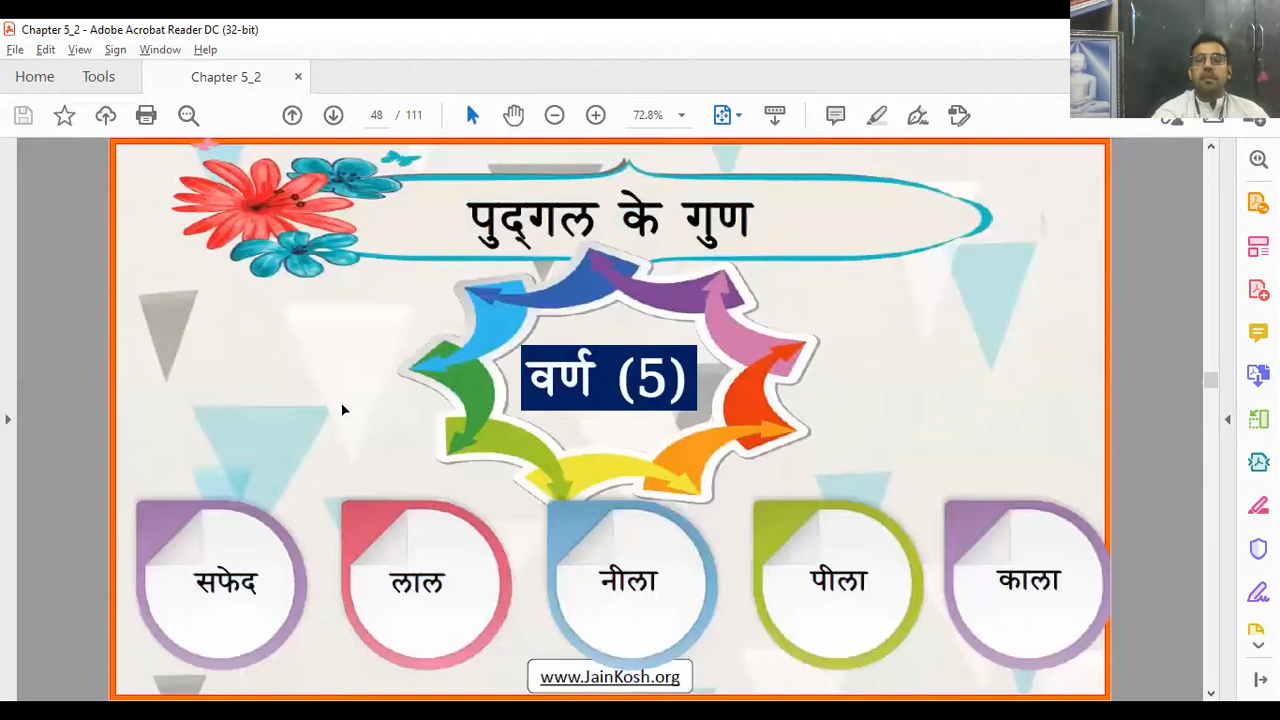 Chapter 5_2 - Adobe Acrobat Reader DC (32-bit)
File Edit View Sign Window Help
Home Tools Chapter 5_2 ×
48 / 111 72.8%
पुद्गल के गुण
वर्ण (5)
सफेद लाल नीला पीला काला
www.JainKosh.org